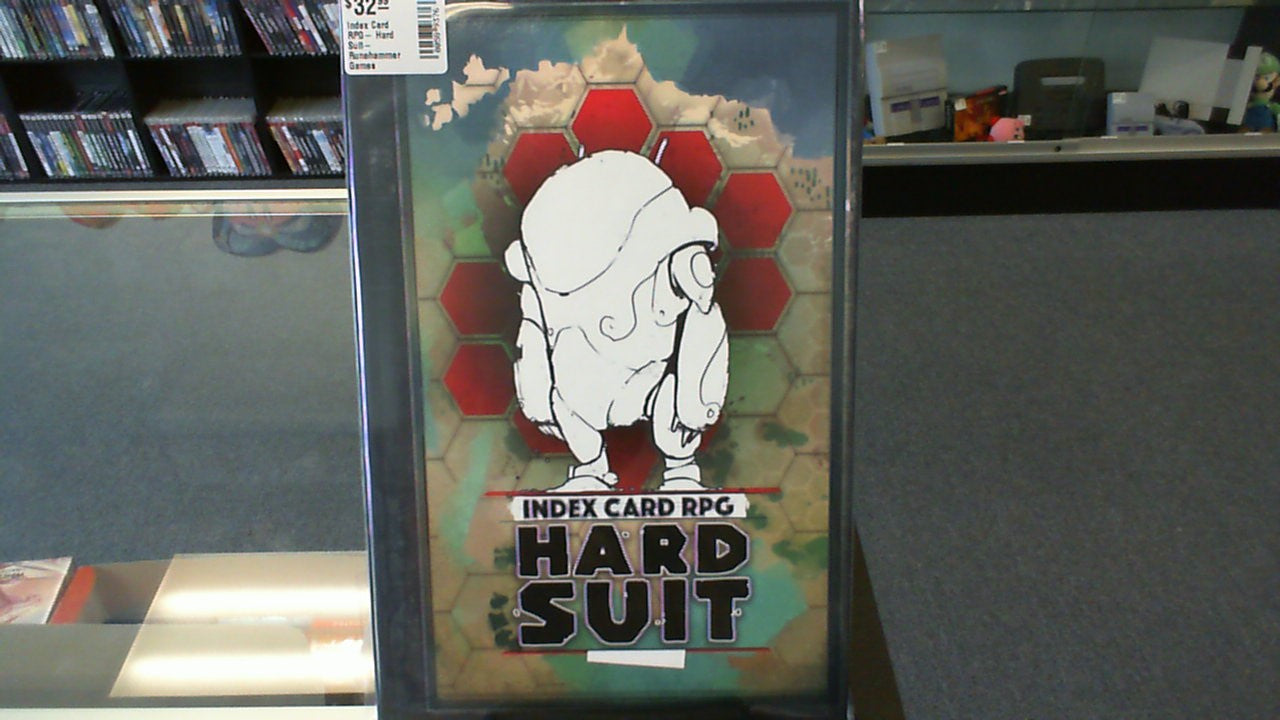 $32.99
Index Card
RPG- Hard
Suit-
Runehammer
Games
INDEX CARD RPG
HARD
SUIT